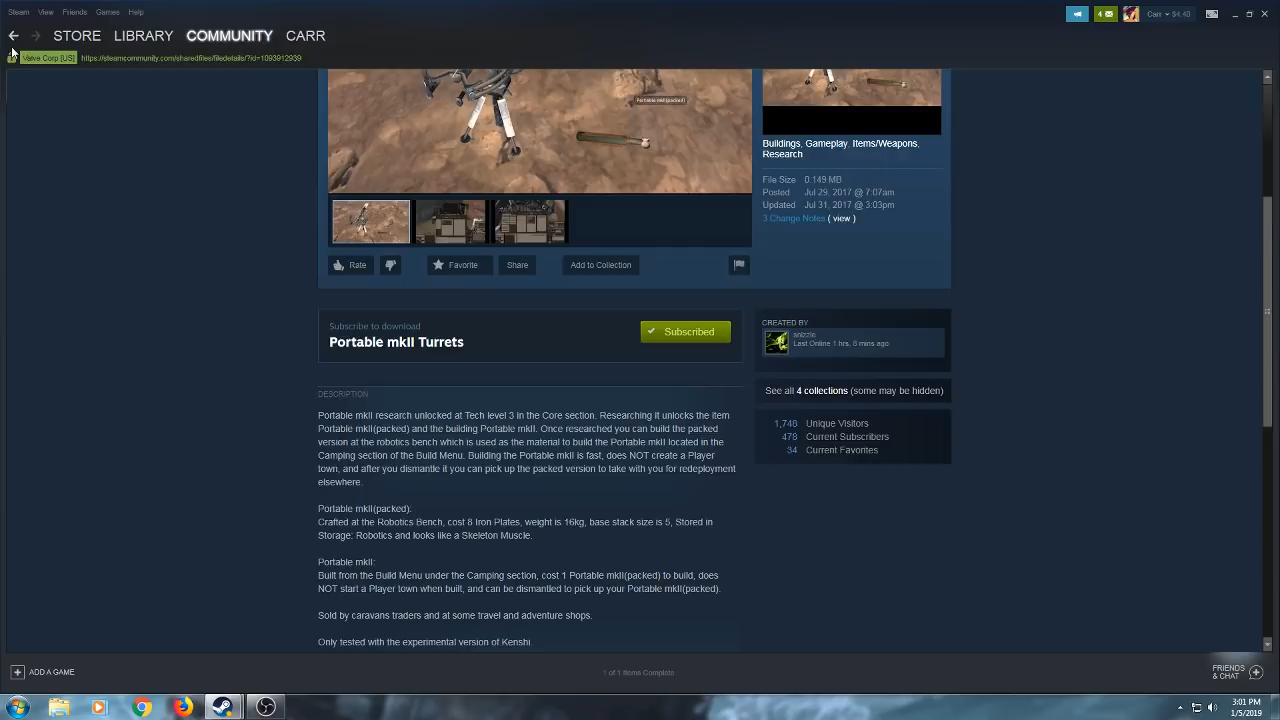 Steam View Friends Games Help
4 Carr $4.48
STORE LIBRARY COMMUNITY CARR
Valve Corp [US] https://steamcommunity.com/sharedfiles/filedetails/?id=1093912939
Portable mkII(packed)
Buildings, Gameplay, Items/Weapons,
Research
File Size 0.149 MB
Posted Jul 29, 2017 @ 7:07am
Updated Jul 31, 2017 @ 3:03pm
3 Change Notes ( view )
Rate Favorite Share Add to Collection
Subscribe to download
Portable mkII Turrets
Subscribed
CREATED BY
snizzle
Last Online 1 hrs, 8 mins ago
See all 4 collections (some may be hidden)
1,748 Unique Visitors
478 Current Subscribers
34 Current Favorites
DESCRIPTION
Portable mkII research unlocked at Tech level 3 in the Core section. Researching it unlocks the item
Portable mkII(packed) and the building Portable mkII. Once researched you can build the packed
version at the robotics bench which is used as the material to build the Portable mkII located in the
Camping section of the Build Menu. Building the Portable mkII is fast, does NOT create a Player
town, and after you dismantle it you can pick up the packed version to take with you for redeployment
elsewhere.
Portable mkII(packed):
Crafted at the Robotics Bench, cost 8 Iron Plates, weight is 16kg, base stack size is 5, Stored in
Storage: Robotics and looks like a Skeleton Muscle.
Portable mkII:
Built from the Build Menu under the Camping section, cost 1 Portable mkII(packed) to build, does
NOT start a Player town when built, and can be dismantled to pick up your Portable mkII(packed).
Sold by caravans traders and at some travel and adventure shops.
Only tested with the experimental version of Kenshi.
ADD A GAME
1 of 1 Items Complete
FRIENDS
& CHAT
3:01 PM
1/5/2019